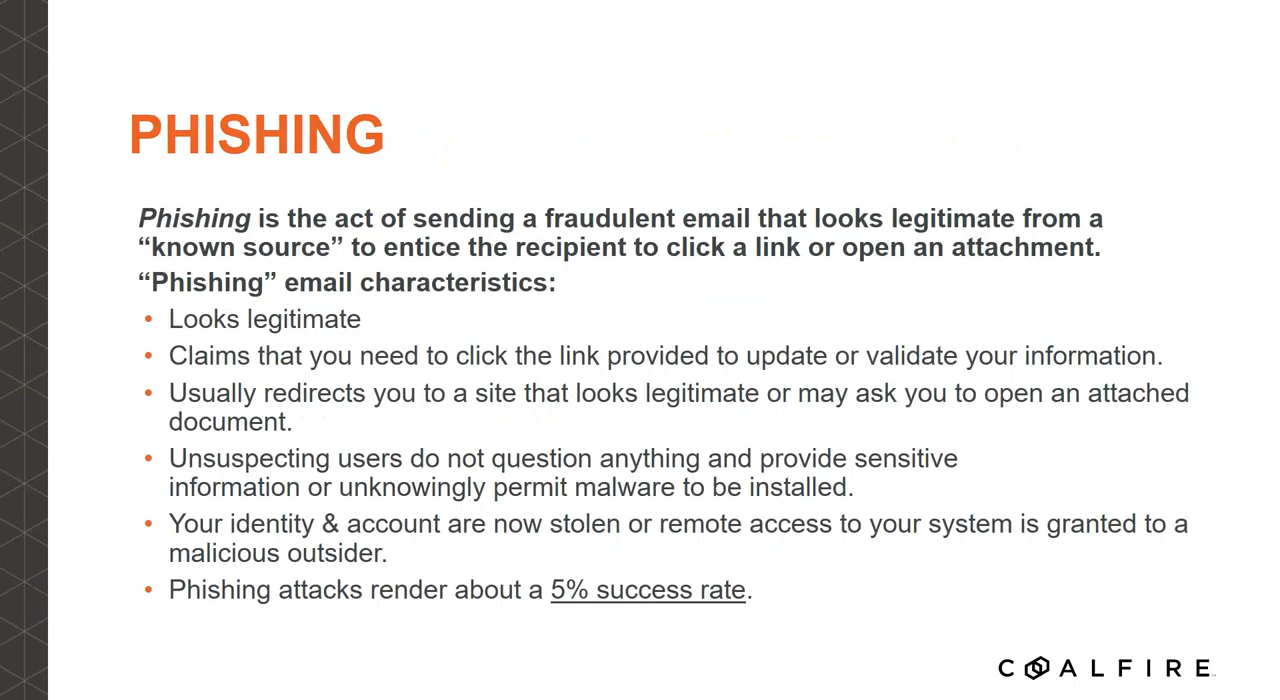 PHISHING
Phishing is the act of sending a fraudulent email that looks legitimate from a
“known source” to entice the recipient to click a link or open an attachment.
“Phishing” email characteristics:
• Looks legitimate
• Claims that you need to click the link provided to update or validate your information.
• Usually redirects you to a site that looks legitimate or may ask you to open an attached
document.
• Unsuspecting users do not question anything and provide sensitive
information or unknowingly permit malware to be installed.
• Your identity & account are now stolen or remote access to your system is granted to a
malicious outsider.
• Phishing attacks render about a 5% success rate.
COALFIRE